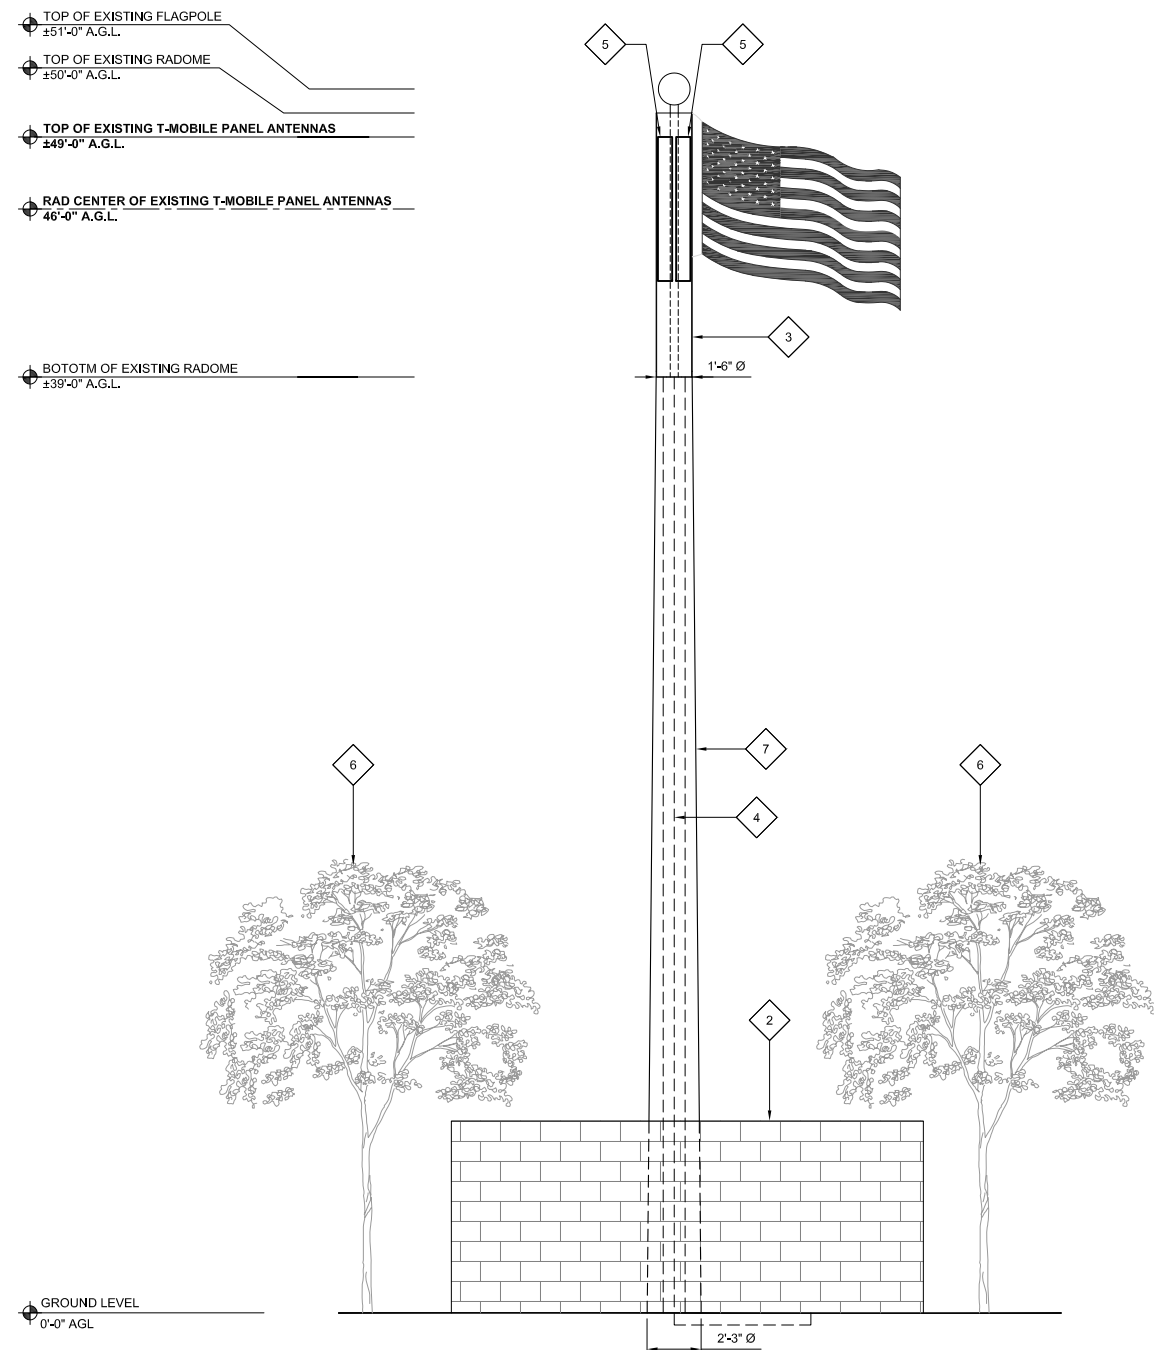 TOP OF EXISTING FLAGPOLE
±51'-0" A.G.L.
TOP OF EXISTING RADOME
±50'-0" A.G.L.
TOP OF EXISTING T-MOBILE PANEL ANTENNAS
±49'-0" A.G.L.
RAD CENTER OF EXISTING T-MOBILE PANEL ANTENNAS
46'-0" A.G.L.
BOTOTM OF EXISTING RADOME
±39'-0" A.G.L.
5
5
3
1'-6" Ø
7
6
6
4
2
GROUND LEVEL
0'-0" AGL
2'-3" Ø